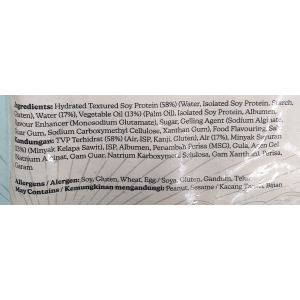 Ingredients: Hydrated Textured Soy Protein (58%) (Water, Isolated Soy Protein, Starch,
Gluten), Water (17%), Vegetable Oil (13%) (Palm Oil), Isolated Soy Protein, Albumen,
Flavour Enhancer (Monosodium Glutamate), Sugar, Gelling Agent (Sodium Alginate,
Guar Gum, Sodium Carboxymethyl Cellulose, Xanthan Gum), Food Flavouring, Salt
Kandungan: TVP Terhidrat (58%) (Air, ISP, Kanji, Gluten), Air (17%), Minyak Sayuran
(13%) (Minyak Kelapa Sawit), ISP, Albumen, Penambah Perisa (MSG), Gula, Agen Gel
Natrium Alginat, Gam Guar, Natrium Karboxymetil Selulosa, Gam Xanthan, Perisa,
Garam
Allergens / Alergen: Soy, Gluten, Wheat, Egg / Soya, Gluten, Gandum, Telur
May Contains / Kemungkinan mengandungi: Peanut, Sesame / Kacang Tanah, Bijan